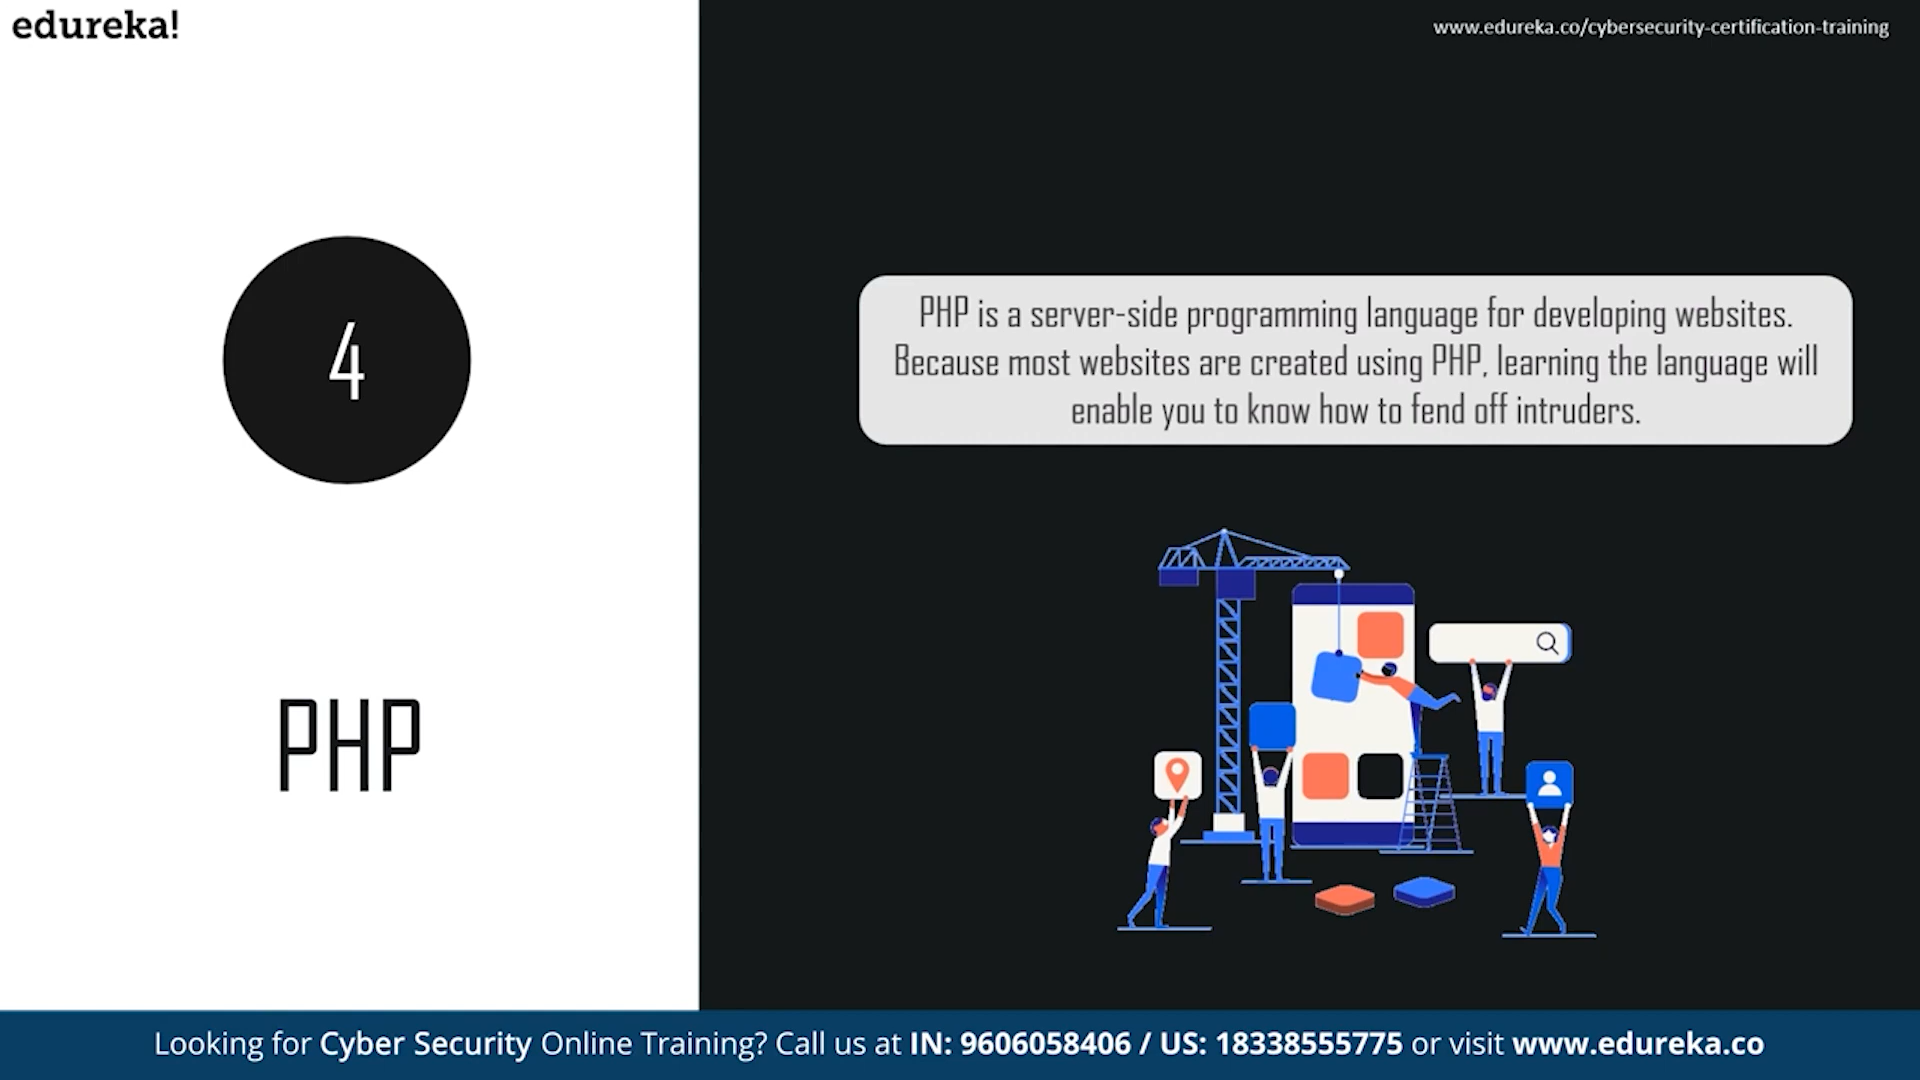 edureka!
www.edureka.co/cybersecurity-certification-training
4
PHP
PHP is a server-side programming language for developing websites.
Because most websites are created using PHP, learning the language will
enable you to know how to fend off intruders.
Looking for Cyber Security Online Training? Call us at IN: 9606058406 / US: 18338555775 or visit www.edureka.co